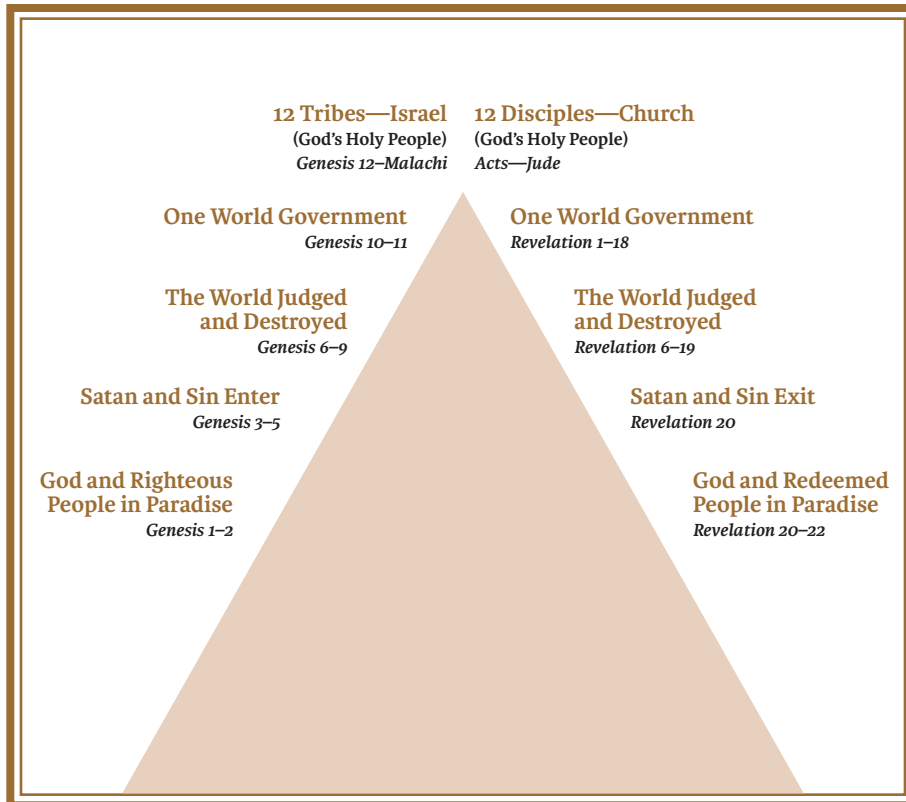 12 Tribes—Israel
(God’s Holy People)
Genesis 12–Malachi
12 Disciples—Church
(God’s Holy People)
Acts—Jude
One World Government
Genesis 10–11
One World Government
Revelation 1–18
The World Judged
and Destroyed
Genesis 6–9
The World Judged
and Destroyed
Revelation 6–19
Satan and Sin Enter
Genesis 3–5
Satan and Sin Exit
Revelation 20
God and Righteous
People in Paradise
Genesis 1–2
God and Redeemed
People in Paradise
Revelation 20–22